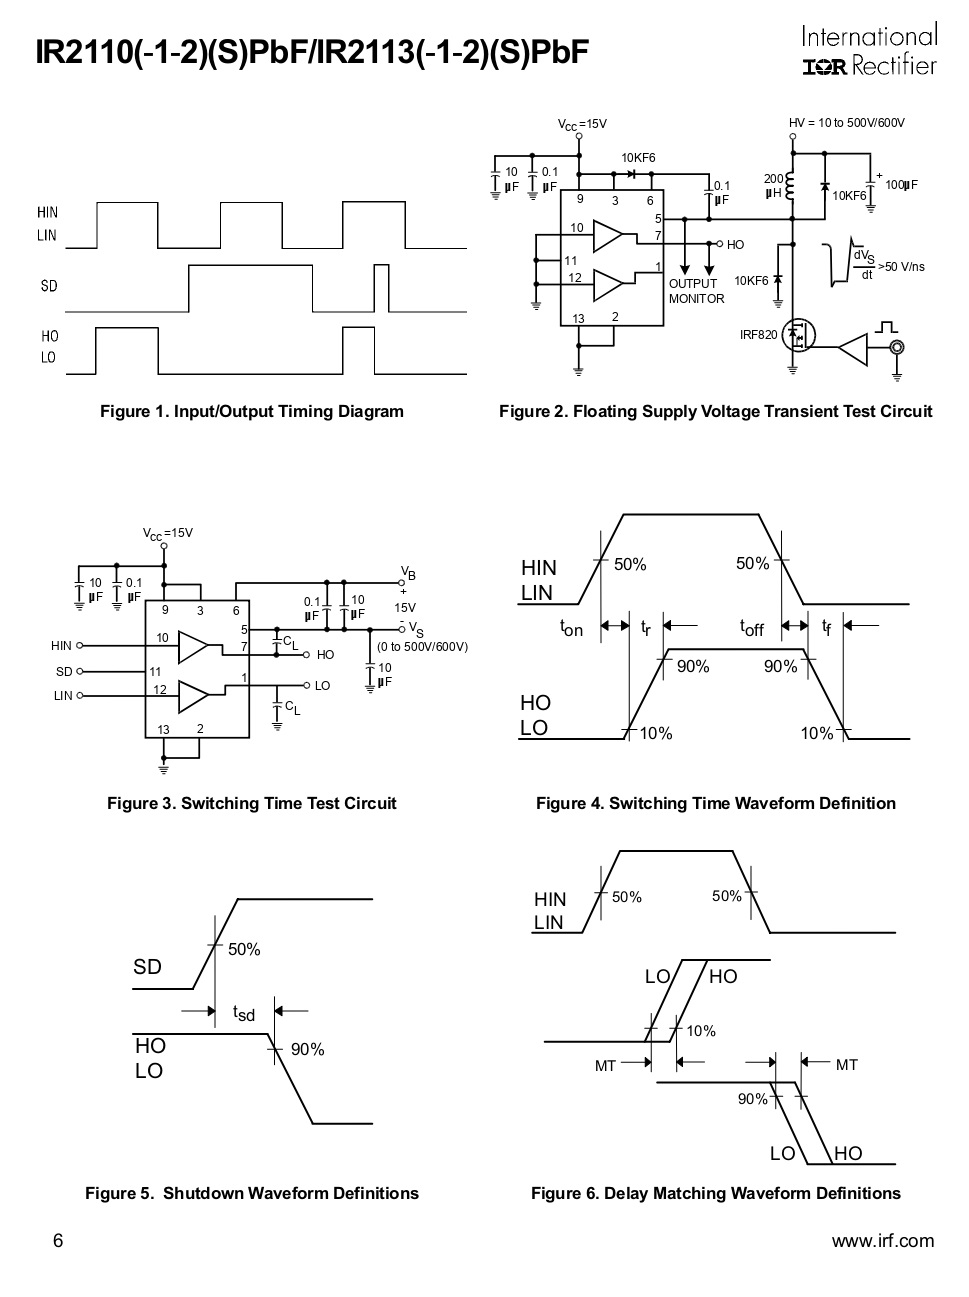 IR2110(-1-2)(S)PbF/IR2113(-1-2)(S)PbF
International
IOR Rectifier
HIN
LIN
SD
HO
LO
Figure 1. Input/Output Timing Diagram
Vcc =15V
HV = 10 to 500V/600V
10 µF
0.1 µF
10KF6
0.1 µF
200 µH
10KF6
+
100µF
9
3
6
5
10
7
HO
11
1
12
OUTPUT
MONITOR
10KF6
dVS
dt
>50 V/ns
13
2
IRF820
Figure 2. Floating Supply Voltage Transient Test Circuit
Vcc =15V
10 µF
0.1 µF
9
3
6
0.1 µF
10 µF
VB
+
15V
-
VS
(0 to 500V/600V)
5
CL
HIN
10
7
HO
10 µF
SD
11
1
LO
LIN
12
CL
13
2
Figure 3. Switching Time Test Circuit
HIN
LIN
50%
50%
ton
tr
toff
tf
90%
90%
HO
LO
10%
10%
Figure 4. Switching Time Waveform Definition
SD
50%
tsd
HO
LO
90%
Figure 5. Shutdown Waveform Definitions
HIN
LIN
50%
50%
LO
HO
10%
MT
MT
90%
LO
HO
Figure 6. Delay Matching Waveform Definitions
6
www.irf.com